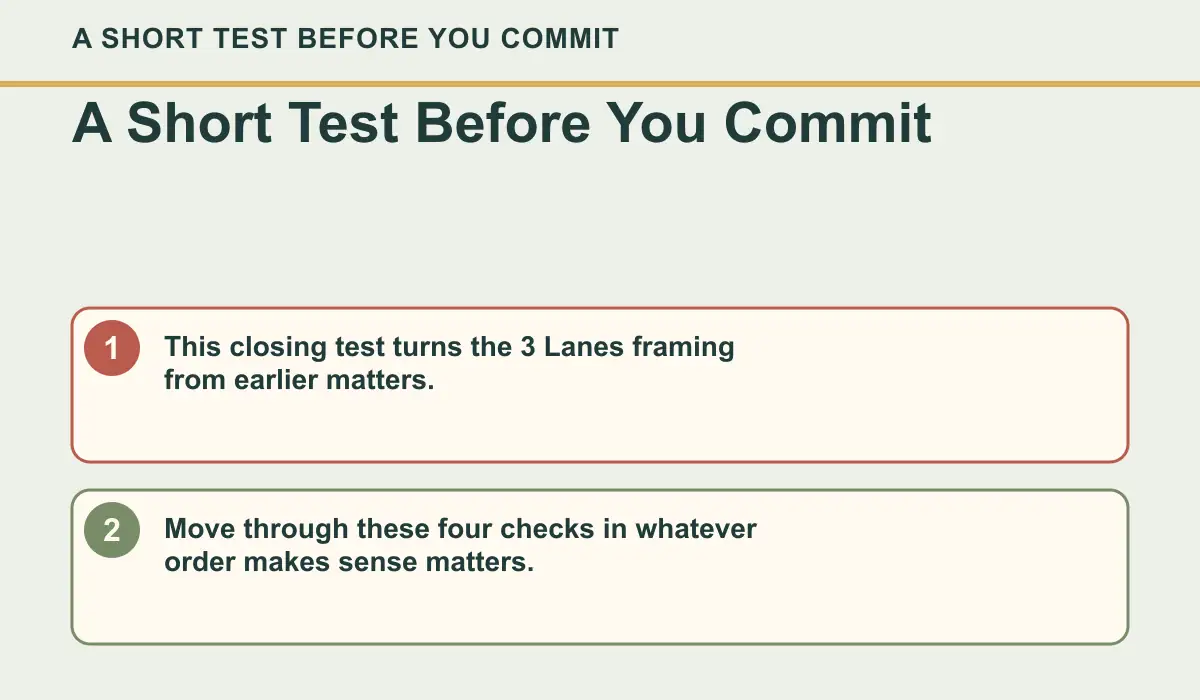 A SHORT TEST BEFORE YOU COMMIT
A Short Test Before You Commit
1
This closing test turns the 3 Lanes framing
from earlier matters.
2
Move through these four checks in whatever
order makes sense matters.